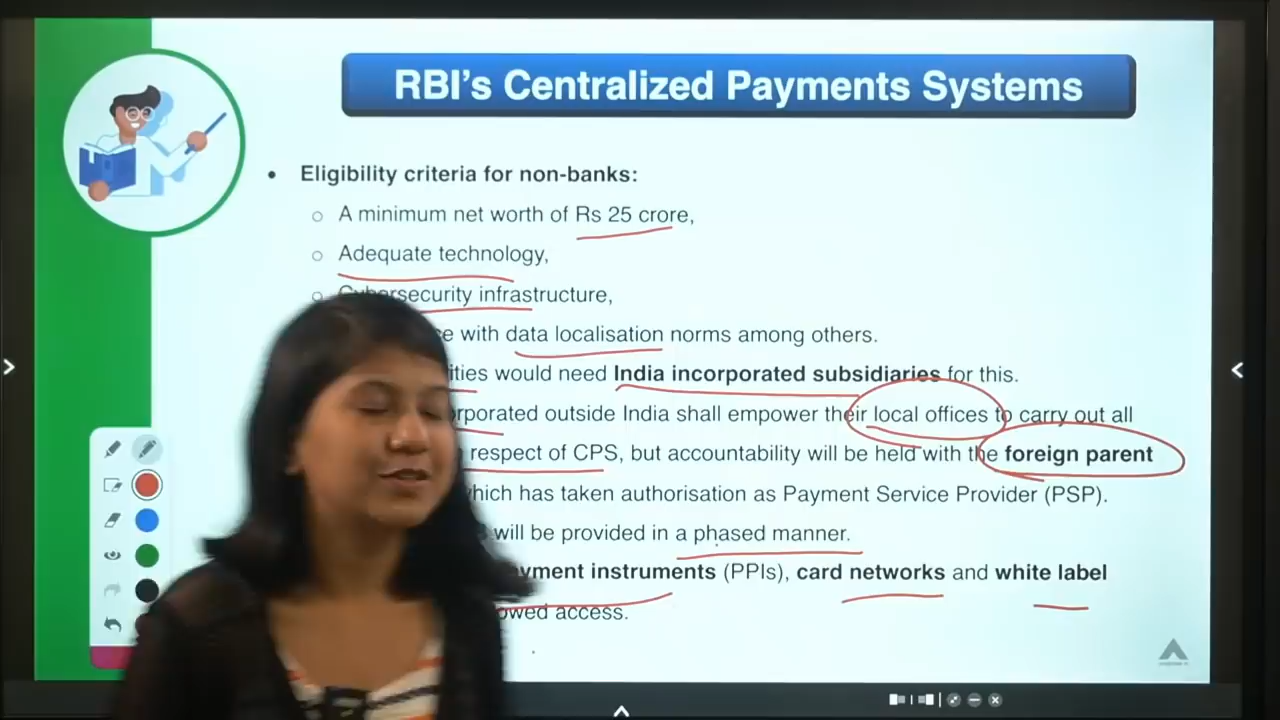 RBI's Centralized Payments Systems
• Eligibility criteria for non-banks:
○ A minimum net worth of Rs 25 crore,
○ Adequate technology,
○ Cybersecurity infrastructure,
with data localisation norms among others.
would need India incorporated subsidiaries for this.
outside India shall empower their local offices to carry out all
respect of CPS, but accountability will be held with the foreign parent
which has taken authorisation as Payment Service Provider (PSP).
will be provided in a phased manner.
payment instruments (PPIs), card networks and white label
access.